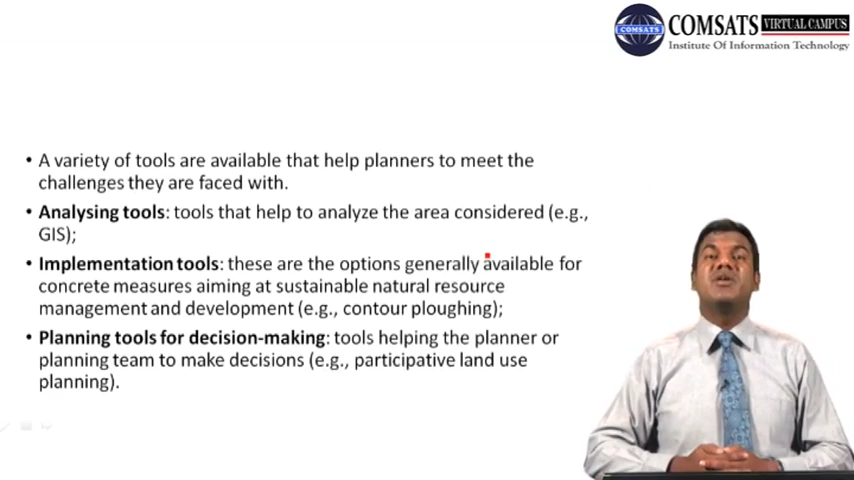 COMSATS
COMSATS VIRTUAL CAMPUS
Institute Of Information Technology
• A variety of tools are available that help planners to meet the
challenges they are faced with.
• Analysing tools: tools that help to analyze the area considered (e.g.,
GIS);
• Implementation tools: these are the options generally available for
concrete measures aiming at sustainable natural resource
management and development (e.g., contour ploughing);
• Planning tools for decision-making: tools helping the planner or
planning team to make decisions (e.g., participative land use
planning).